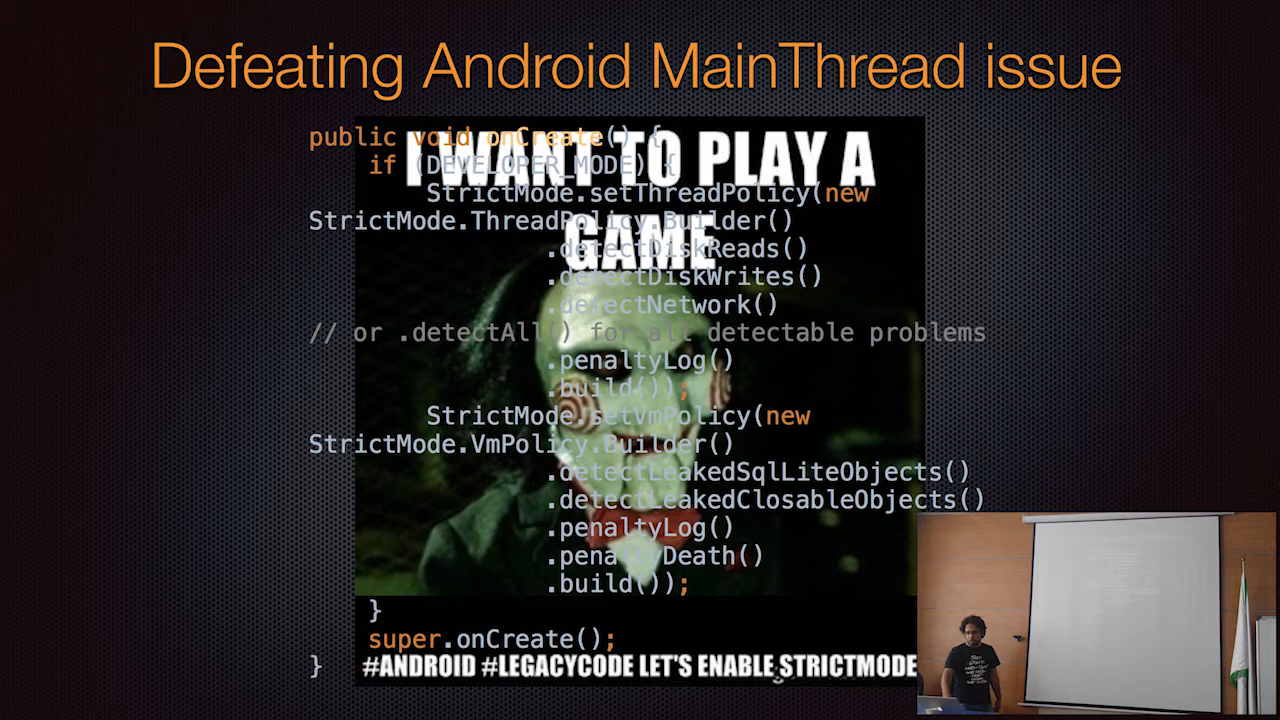 Defeating Android MainThread issue
I WANT TO PLAY A
GAME
public void onCreate() {
if (DEVELOPER_MODE) {
StrictMode.setThreadPolicy(new
StrictMode.ThreadPolicy.Builder()
.detectDiskReads()
.detectDiskWrites()
.detectNetwork()
// or .detectAll() for all detectable problems
.penaltyLog()
.build());
StrictMode.setVmPolicy(new
StrictMode.VmPolicy.Builder()
.detectLeakedSqlLiteObjects()
.detectLeakedClosableObjects()
.penaltyLog()
.penaltyDeath()
.build());
}
super.onCreate();
}
#ANDROID #LEGACYCODE LET'S ENABLE STRICTMODE